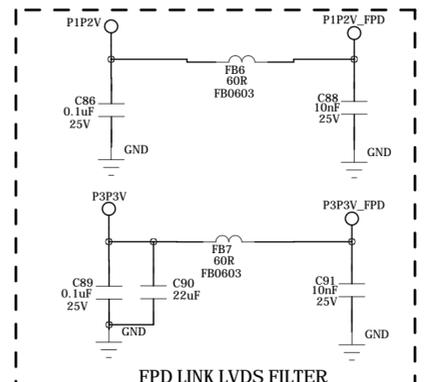 P1P2V
P1P2V_FPD
FB6
60R
FB0603
C86
0.1uF
25V
C88
10nF
25V
GND
GND
P3P3V
P3P3V_FPD
FB7
60R
FB0603
C89
0.1uF
25V
C90
22uF
C91
10nF
25V
GND
GND
FPD LINK LVDS FILTER